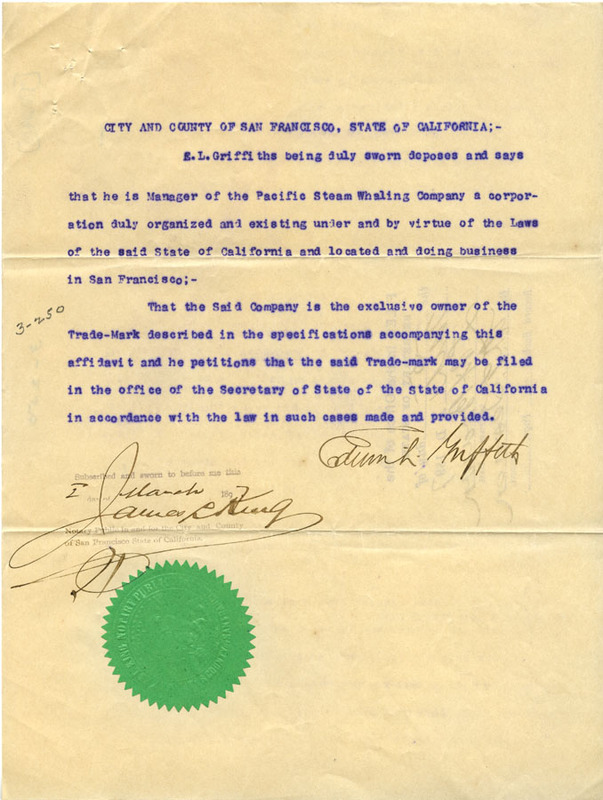 CITY AND COUNTY OF SAN FRANCISCO, STATE OF CALIFORNIA;-
E.L.Griffiths being duly sworn deposes and says
that he is Manager of the Pacific Steam Whaling Company a corpor-
ation duly organized and existing under and by virtue of the Laws
of the said State of California and located and doing business
in San Francisco;-
That the Said Company is the exclusive owner of the
Trade-Mark described in the specifications accompanying this
affidavit and he petitions that the said Trade-mark may be filed
in the office of the Secretary of State of the state of California
in accordance with the law in such cases made and provided.
3-250
Edwin L. Griffith
Subscribed and sworn to before me this
I day of March 189
James L King
Notary Public in and for the City and County
of San Francisco State of California.
NOTARY PUBLIC